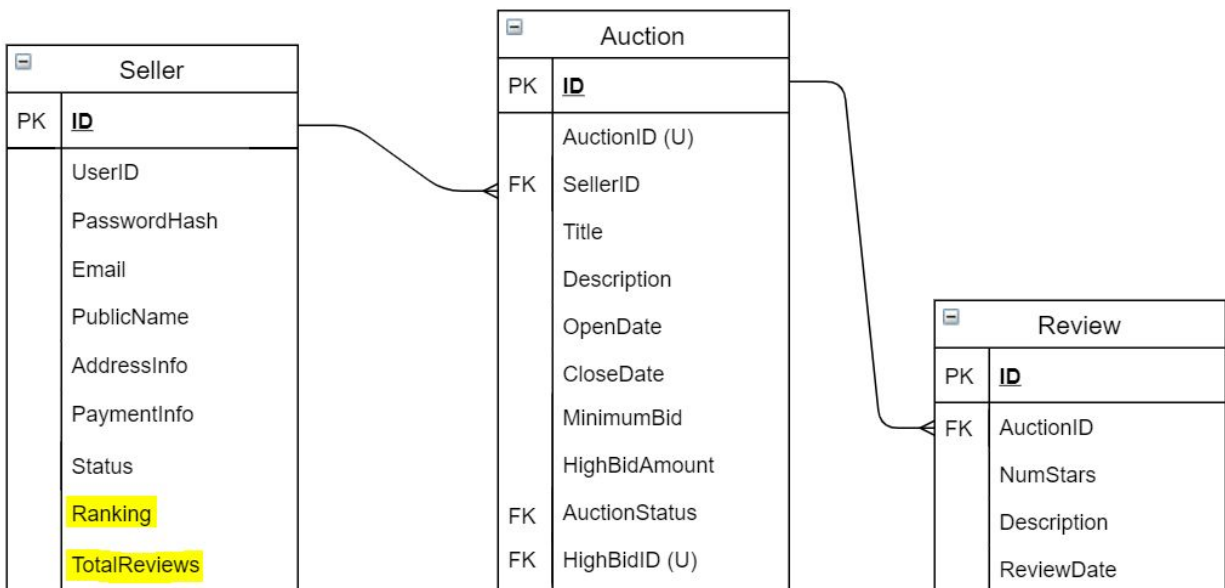 Seller
PK ID
UserID
PasswordHash
Email
PublicName
AddressInfo
PaymentInfo
Status
Ranking
TotalReviews
Auction
PK ID
AuctionID (U)
FK SellerID
Title
Description
OpenDate
CloseDate
MinimumBid
HighBidAmount
FK AuctionStatus
FK HighBidID (U)
Review
PK ID
FK AuctionID
NumStars
Description
ReviewDate